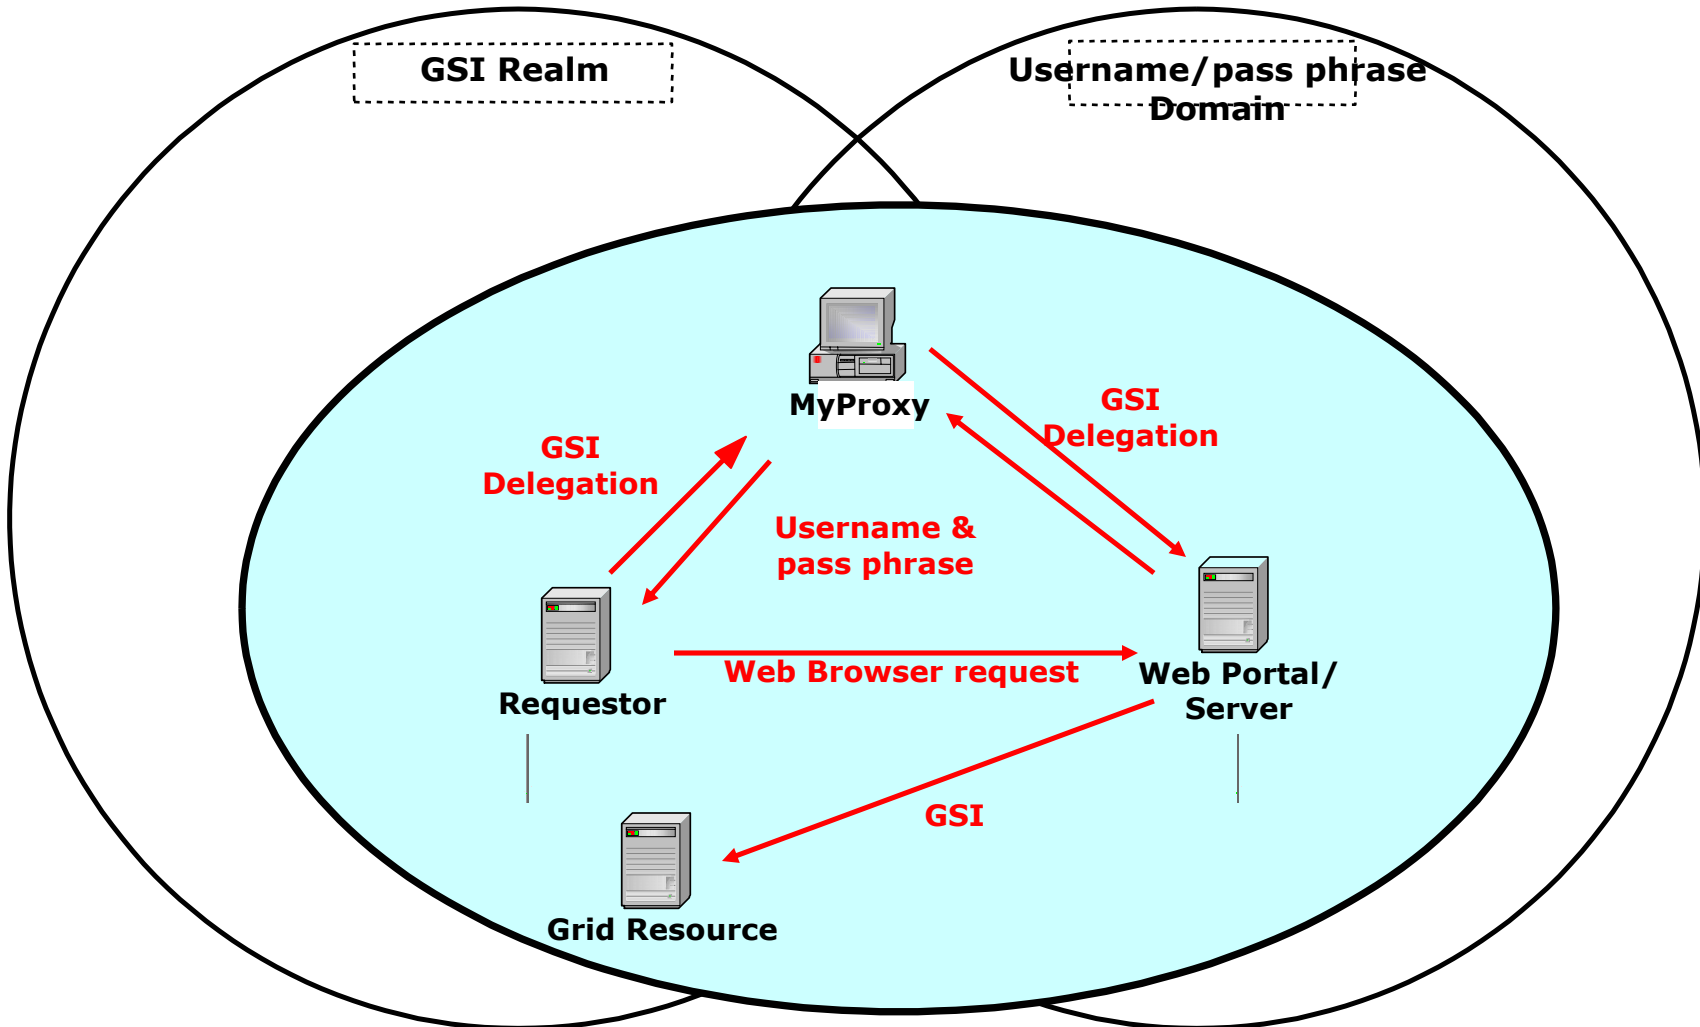 GSI Realm
Username/pass phrase
Domain
MyProxy
GSI
Delegation
GSI
Delegation
Username &
pass phrase
Web Browser request
Requestor
Web Portal/
Server
GSI
Grid Resource